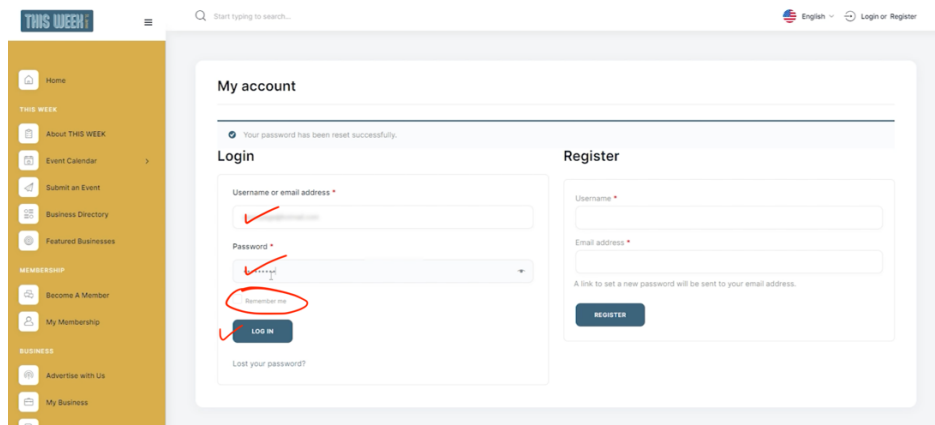 THIS WEEK
Start typing to search...
English
Login or Register
Home
THIS WEEK
About THIS WEEK
Event Calendar
Submit an Event
Business Directory
Featured Businesses
MEMBERSHIP
Become A Member
My Membership
BUSINESS
Advertise with Us
My Business
My account
Your password has been reset successfully.
Login
Username or email address *
Password *
Remember me
LOG IN
Lost your password?
Register
Username *
Email address *
A link to set a new password will be sent to your email address.
REGISTER